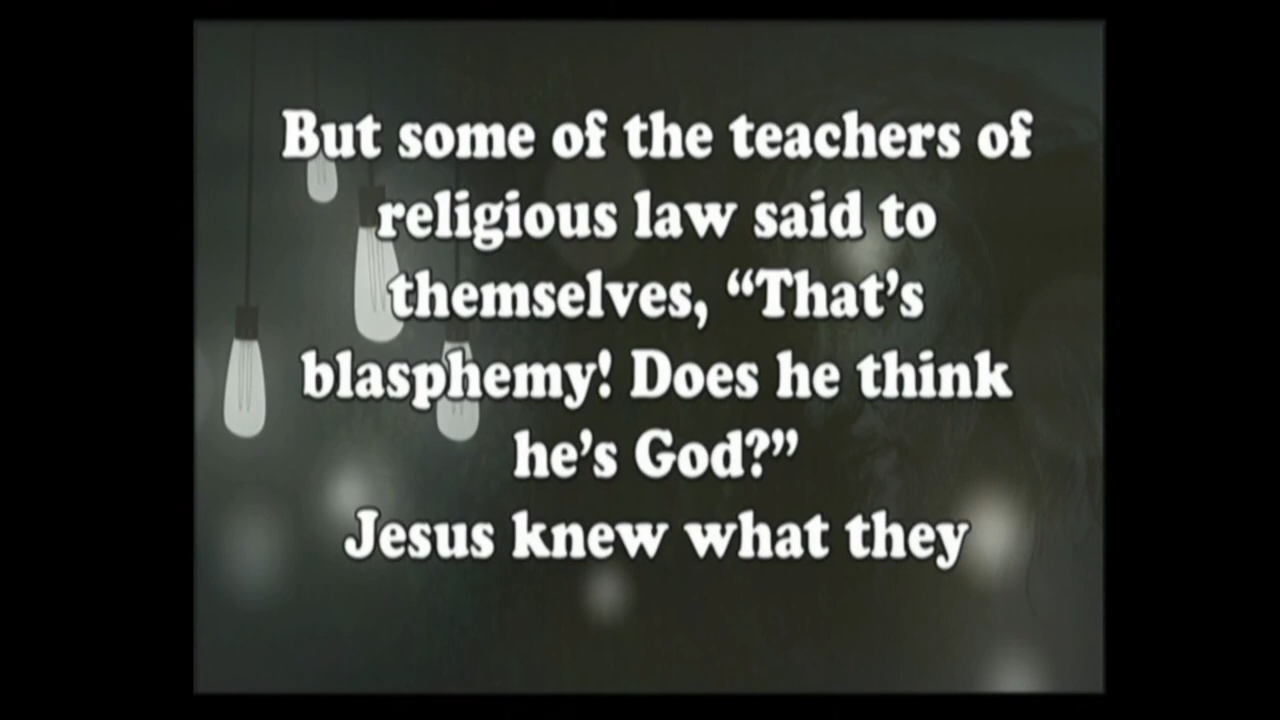 But some of the teachers of
religious law said to
themselves, “That’s
blasphemy! Does he think
he’s God?”
Jesus knew what they